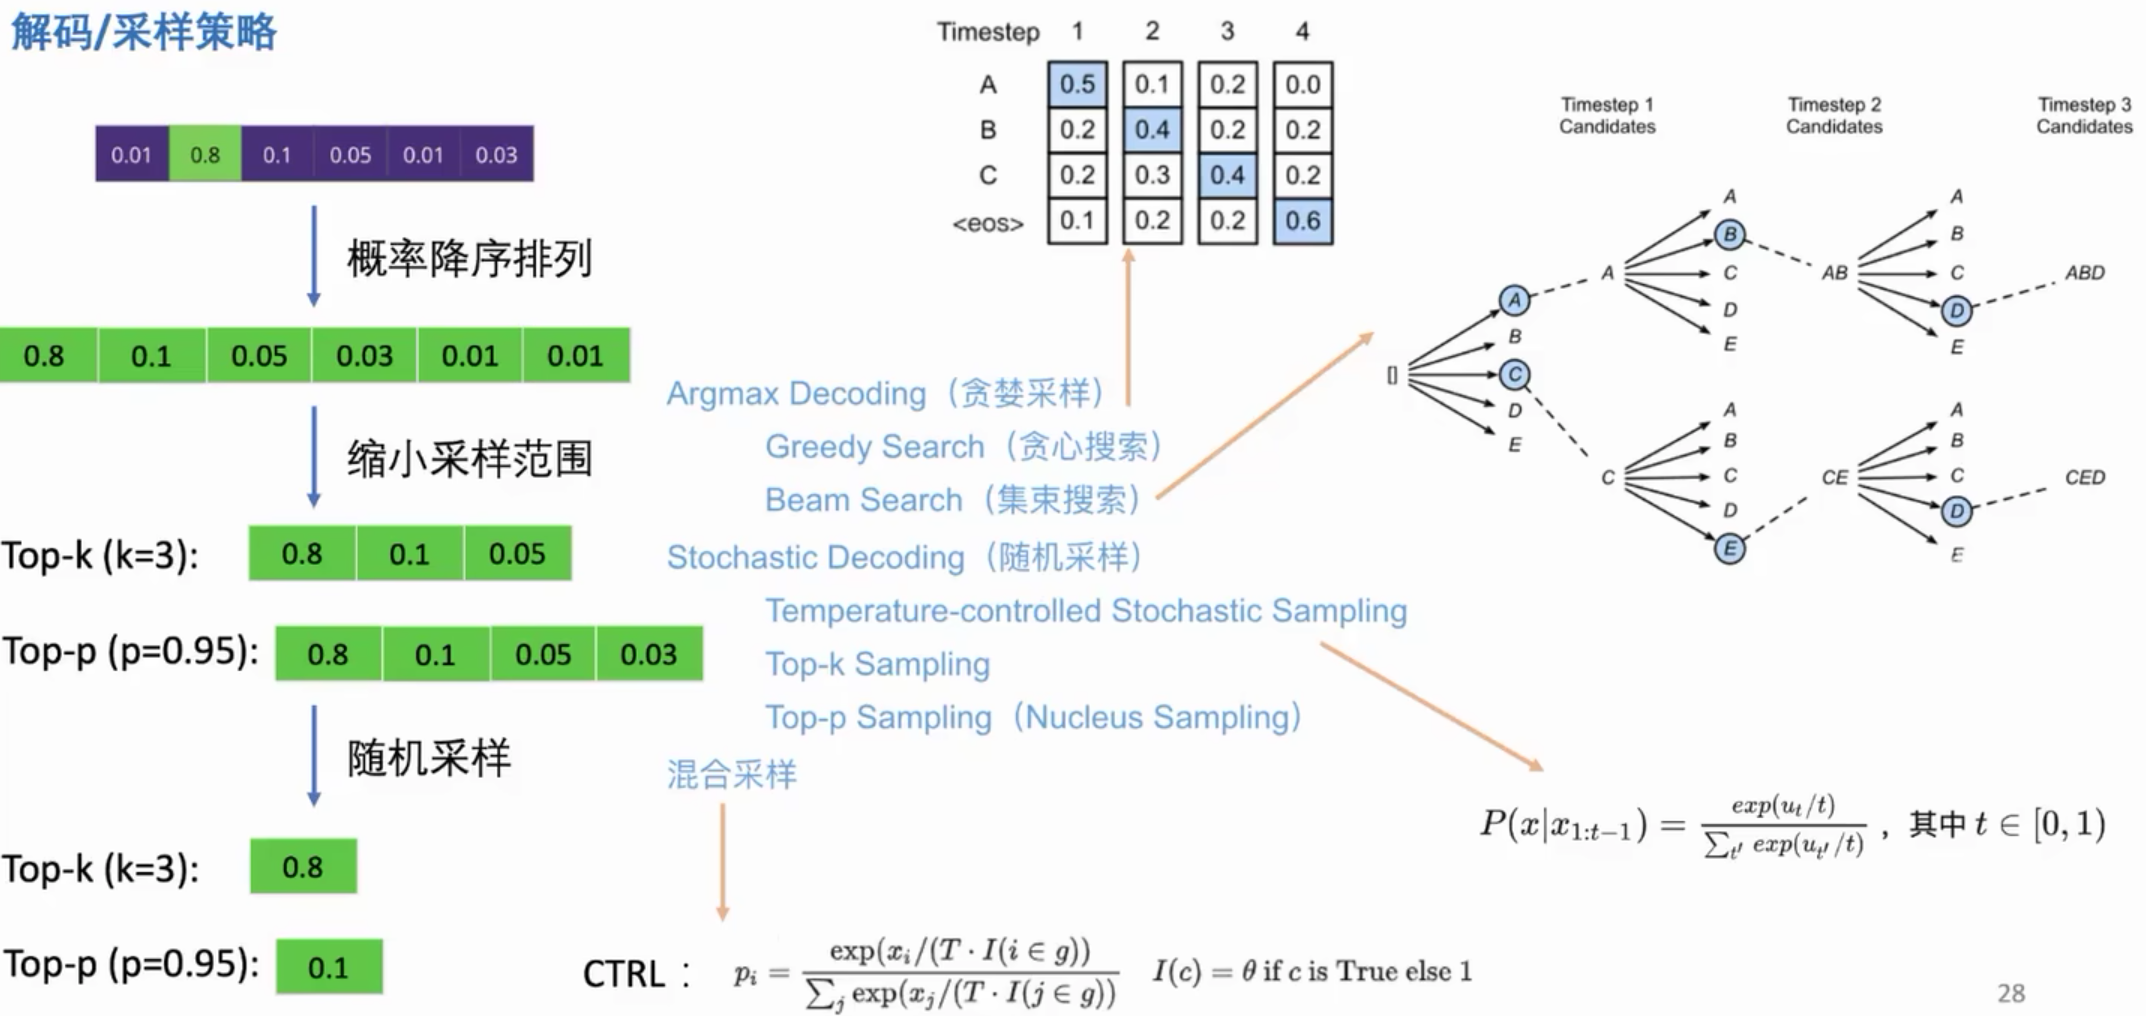 解码/采样策略
0.01 0.8 0.1 0.05 0.01 0.03
概率降序排列
0.8 0.1 0.05 0.03 0.01 0.01
缩小采样范围
Top-k (k=3): 0.8 0.1 0.05
Top-p (p=0.95): 0.8 0.1 0.05 0.03
随机采样
Top-k (k=3): 0.8
Top-p (p=0.95): 0.1
Timestep 1 2 3 4
A 0.5 0.1 0.2 0.0
B 0.2 0.4 0.2 0.2
C 0.2 0.3 0.4 0.2
<eos> 0.1 0.2 0.2 0.6
Argmax Decoding（贪婪采样）
Greedy Search（贪心搜索）
Beam Search（集束搜索）
Stochastic Decoding（随机采样）
Temperature-controlled Stochastic Sampling
Top-k Sampling
Top-p Sampling（Nucleus Sampling）
混合采样
CTRL： p_i = exp(x_i/(T · I(i ∈ g)) / ∑_j exp(x_j/(T · I(j ∈ g)) I(c) = θ if c is True else 1
Timestep 1
Candidates
Timestep 2
Candidates
Timestep 3
Candidates
[]
A
B
C
D
E
A
A
B
C
D
E
AB
A
B
C
D
E
ABD
C
A
B
C
D
E
CE
A
B
C
D
E
CED
P(x|x_{1:t−1}) = exp(u_t/t) / ∑_{t'} exp(u_{t'}/t) ，其中 t ∈ [0, 1)
28